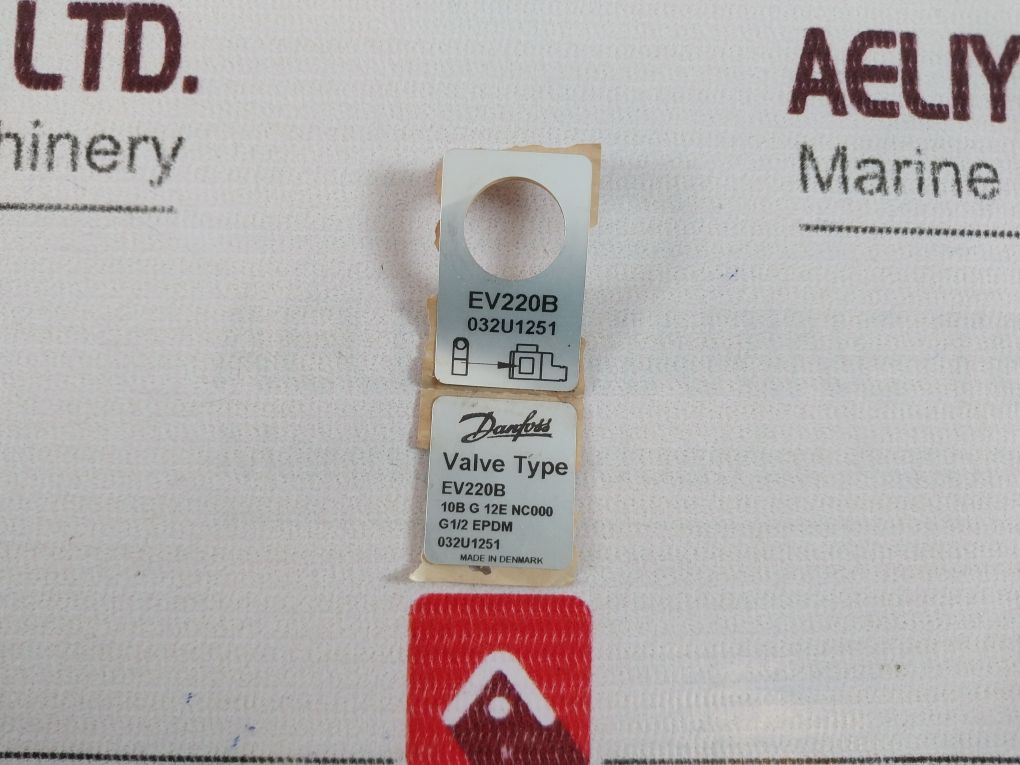 LTD.
hinery
AELIY
Marine
EV220B
032U1251
Danfoss
Valve Type
EV220B
10B G 12E NC000
G1/2 EPDM
032U1251
MADE IN DENMARK